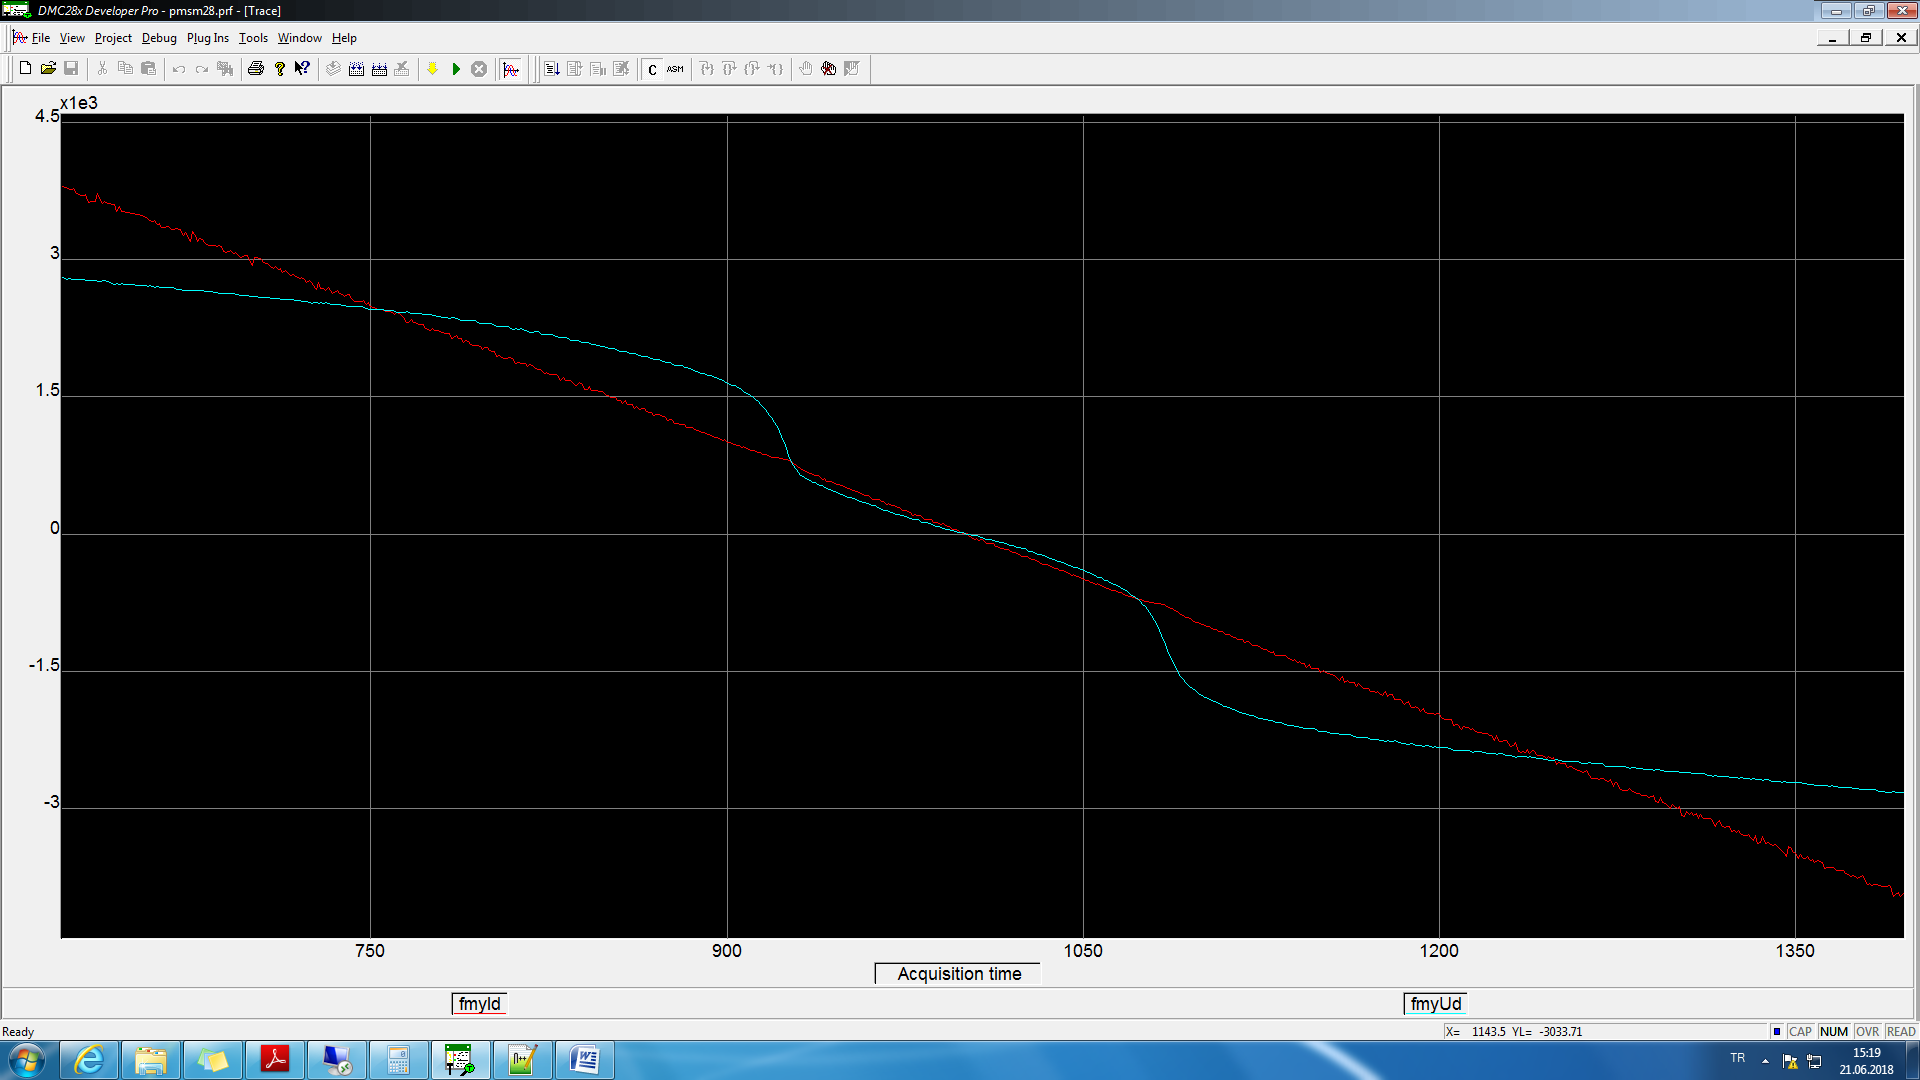 DMC28x Developer Pro - pmsm28.prf - [Trace]
File View Project Debug Plug Ins Tools Window Help
C ASM
x1e3
4.5
3
1.5
0
-1.5
-3
750 900 1050 1200 1350
Acquisition time
fmyId fmyUd
Ready X= 1143.5 YL= -3033.71 CAP NUM OVR READ
TR 15:19
21.06.2018